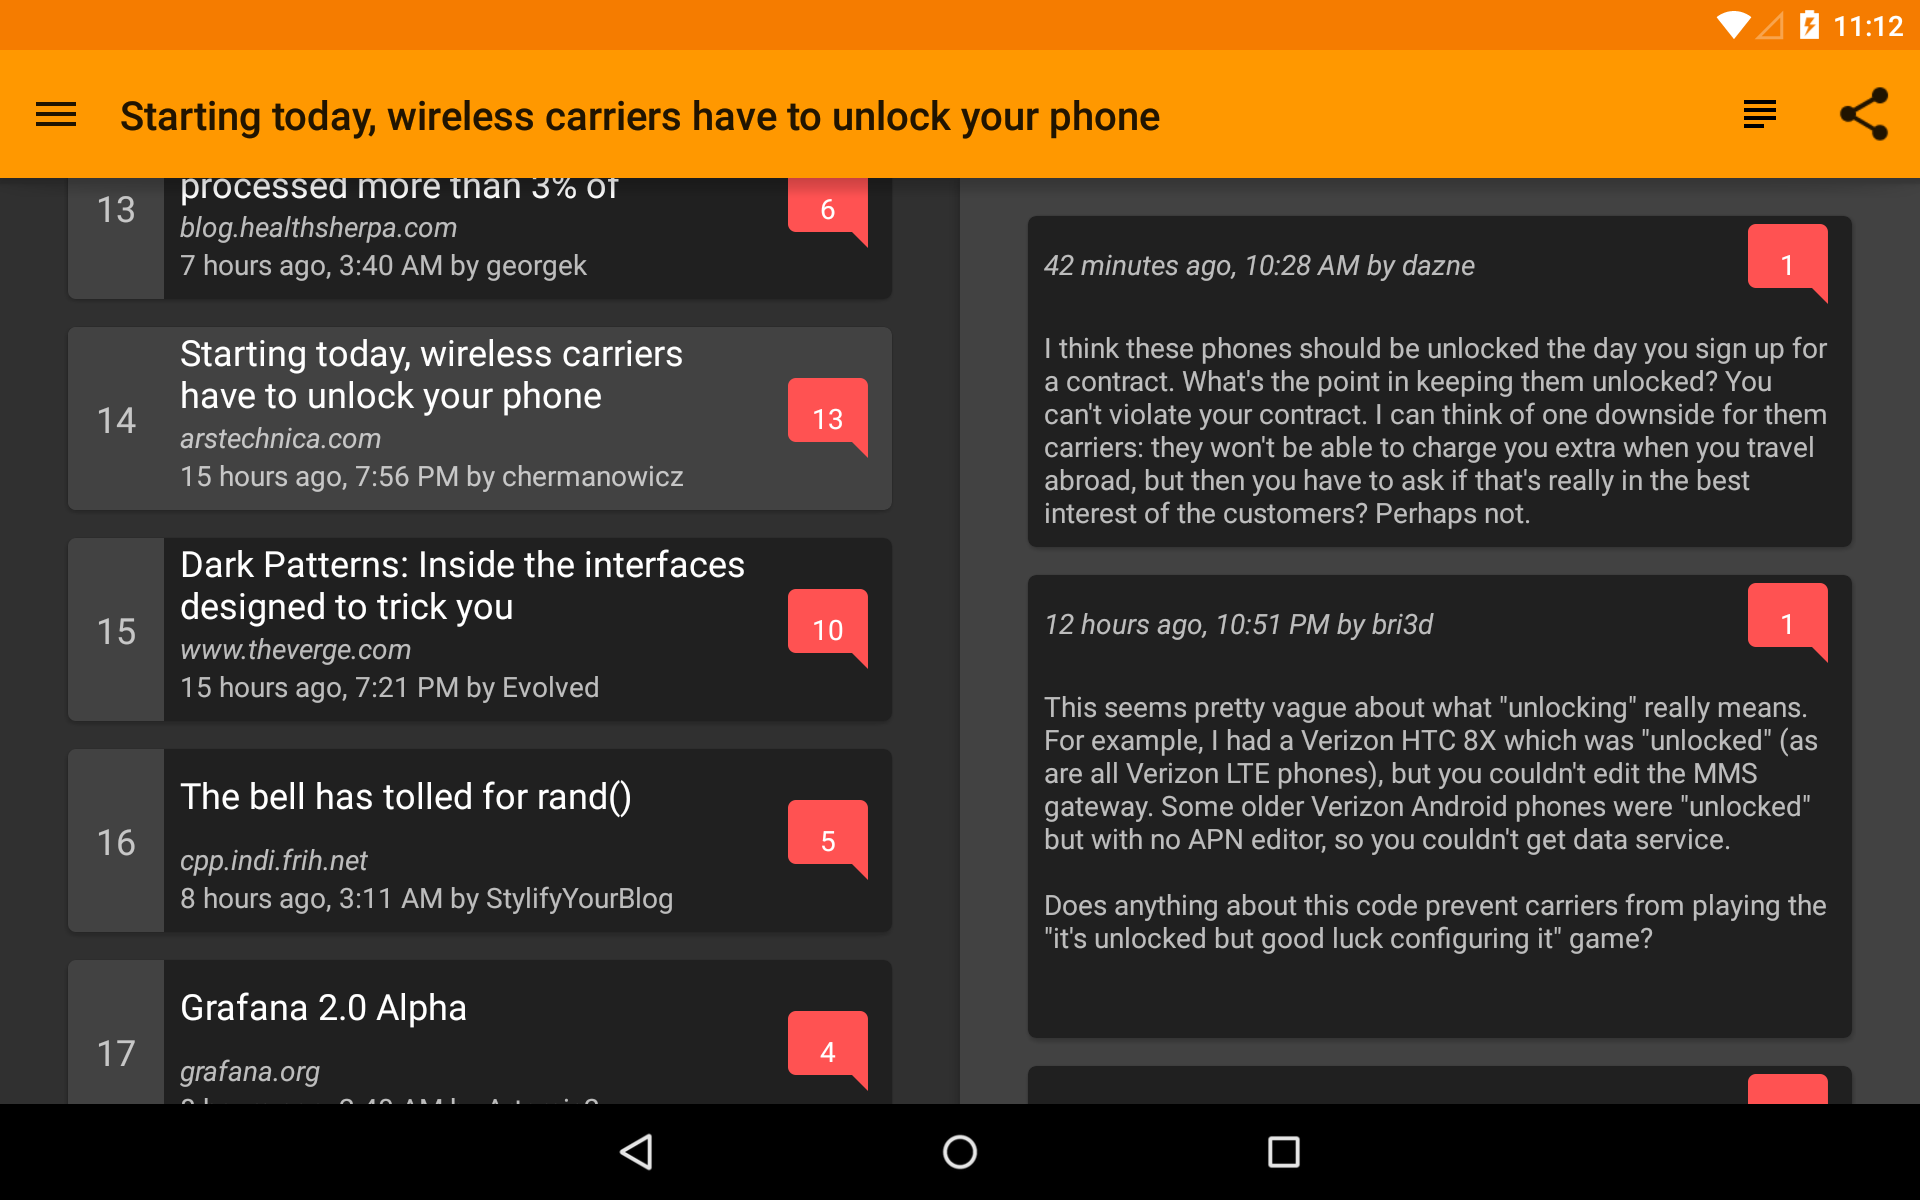 11:12
Starting today, wireless carriers have to unlock your phone
13
processed more than 3% of
blog.healthsherpa.com
7 hours ago, 3:40 AM by georgek
6
14
Starting today, wireless carriers
have to unlock your phone
arstechnica.com
15 hours ago, 7:56 PM by chermanowicz
13
15
Dark Patterns: Inside the interfaces
designed to trick you
www.theverge.com
15 hours ago, 7:21 PM by Evolved
10
16
The bell has tolled for rand()
cpp.indi.frih.net
8 hours ago, 3:11 AM by StylifyYourBlog
5
17
Grafana 2.0 Alpha
grafana.org
4
42 minutes ago, 10:28 AM by dazne
1
I think these phones should be unlocked the day you sign up for
a contract. What's the point in keeping them unlocked? You
can't violate your contract. I can think of one downside for them
carriers: they won't be able to charge you extra when you travel
abroad, but then you have to ask if that's really in the best
interest of the customers? Perhaps not.
12 hours ago, 10:51 PM by bri3d
1
This seems pretty vague about what "unlocking" really means.
For example, I had a Verizon HTC 8X which was "unlocked" (as
are all Verizon LTE phones), but you couldn't edit the MMS
gateway. Some older Verizon Android phones were "unlocked"
but with no APN editor, so you couldn't get data service.
Does anything about this code prevent carriers from playing the
"it's unlocked but good luck configuring it" game?